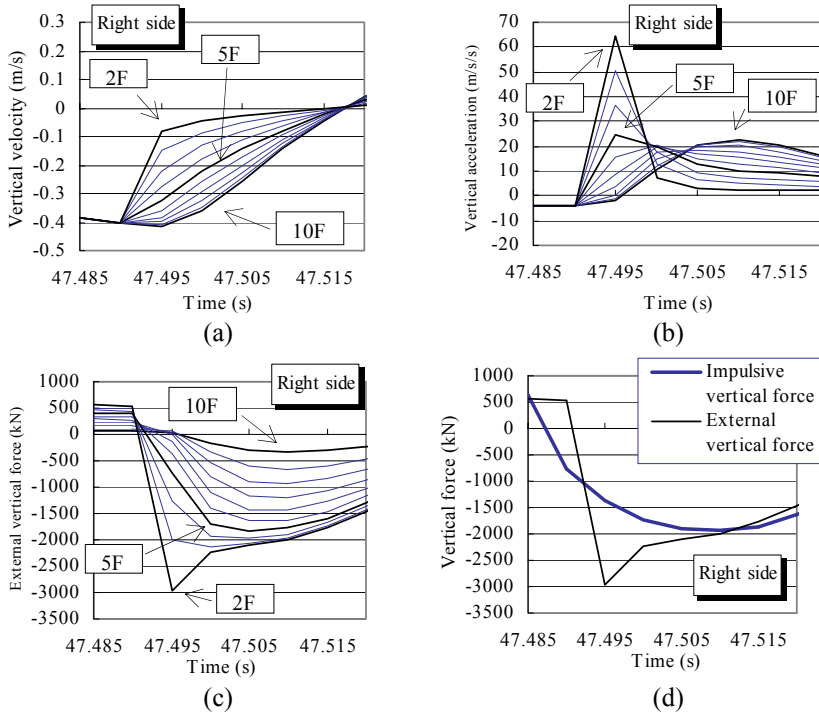 Right side
Vertical velocity (m/s)
0.3
0.2
0.1
0
-0.1
-0.2
-0.3
-0.4
-0.5
2F
5F
10F
47.485 47.495 47.505 47.515
Time (s)
(a)
Right side
Vertical acceleration (m/s/s)
80
70
60
50
40
30
20
10
0
-10
20
2F
5F
10F
47.485 47.495 47.505 47.515
Time (s)
(b)
Right side
External vertical force (kN)
1000
500
0
-500
-1000
-1500
-2000
-2500
-3000
-3500
10F
5F
2F
47.485 47.495 47.505 47.515
Time (s)
(c)
Impulsive
vertical force
External
vertical force
Vertical force (kN)
1000
500
0
-500
-1000
-1500
-2000
-2500
-3000
-3500
Right side
47.485 47.495 47.505 47.515
Time (s)
(d)